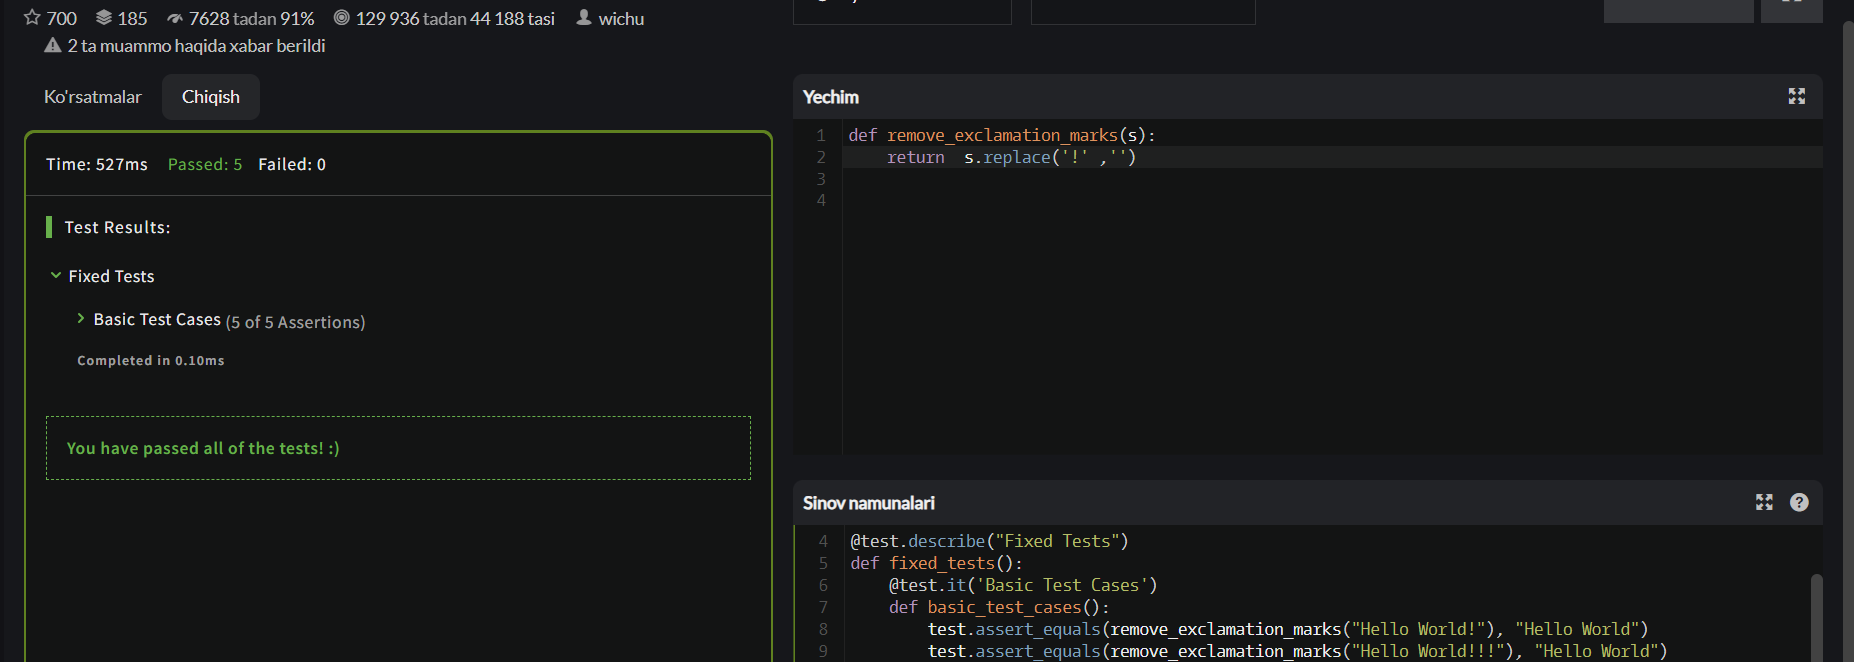 700 185 7628 tadan 91% 129 936 tadan 44 188 tasi wichu
2 ta muammo haqida xabar berildi
Ko'rsatmalar Chiqish
Time: 527ms Passed: 5 Failed: 0
Test Results:
Fixed Tests
Basic Test Cases (5 of 5 Assertions)
Completed in 0.10ms
You have passed all of the tests! :)
Yechim
1 def remove_exclamation_marks(s):
2     return  s.replace('!' ,'')
3
4
Sinov namunalari
4 @test.describe("Fixed Tests")
5 def fixed_tests():
6     @test.it('Basic Test Cases')
7     def basic_test_cases():
8         test.assert_equals(remove_exclamation_marks("Hello World!"), "Hello World")
9         test.assert_equals(remove_exclamation_marks("Hello World!!!"), "Hello World")